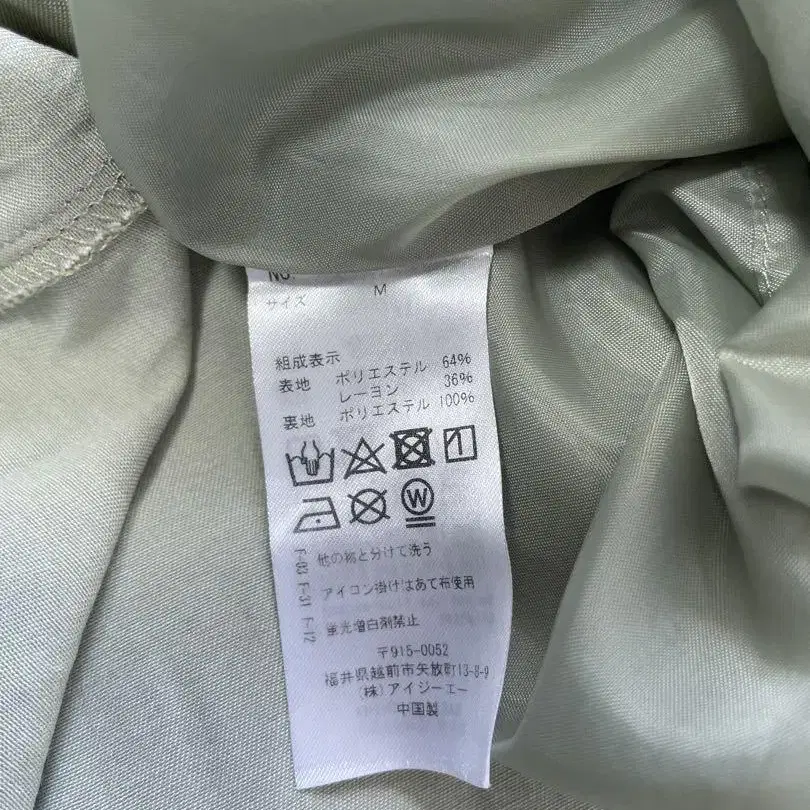 サイズ M
組成表示
表地 ポリエステル 64%
レーヨン 36%
裏地 ポリエステル 100%
W
F-83 他の物と分けて洗う
F-31 アイロン掛けはあて布使用
F-12 蛍光増白剤禁止
〒915-0052
福井県越前市矢放町13-8-9
(株)アイジーエー
中国製